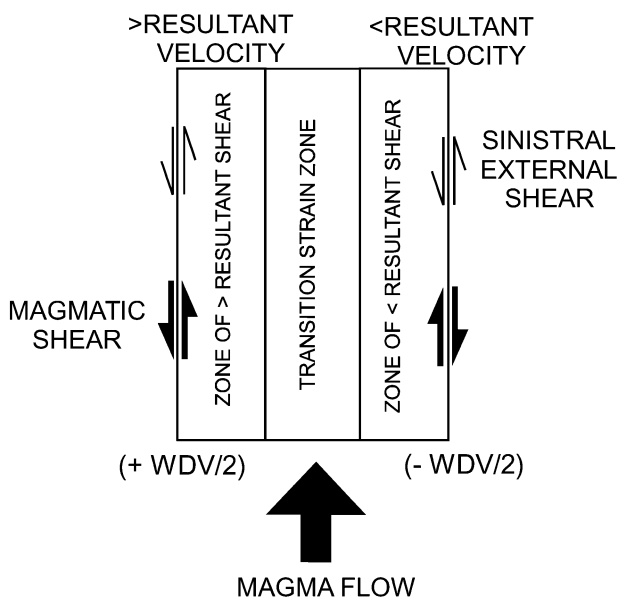 >RESULTANT
VELOCITY
<RESULTANT
VELOCITY
ZONE OF > RESULTANT SHEAR
TRANSITION STRAIN ZONE
ZONE OF < RESULTANT SHEAR
SINISTRAL
EXTERNAL
SHEAR
MAGMATIC
SHEAR
(+ WDV/2)
(- WDV/2)
MAGMA FLOW